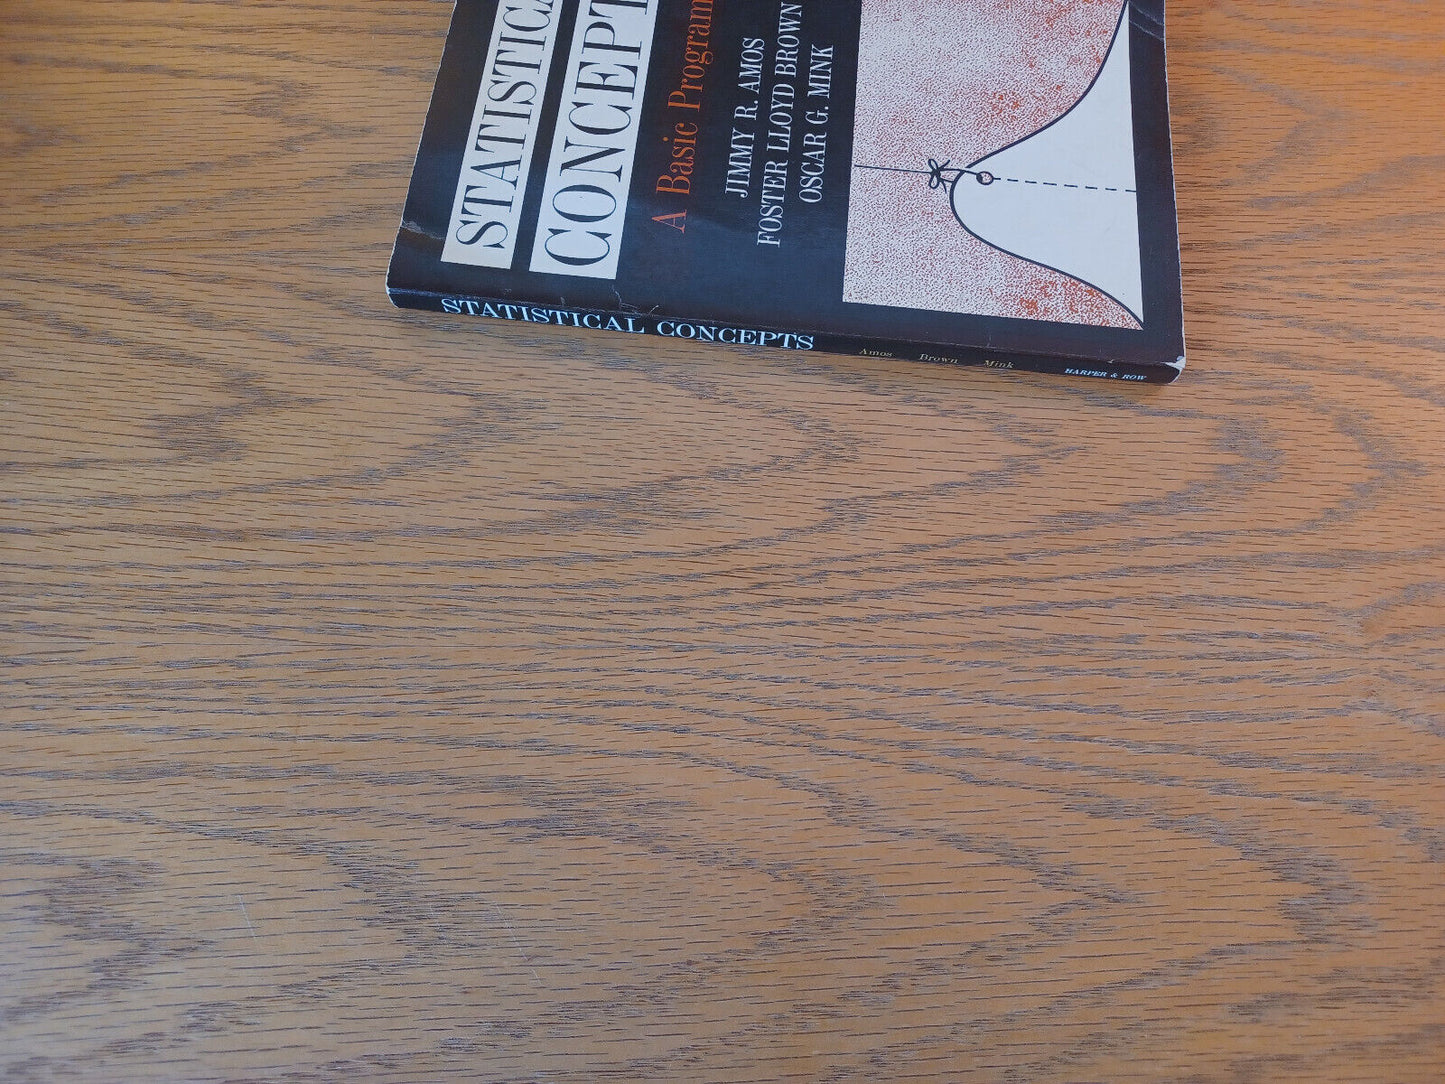 STATISTICA
CONCEPT
A Basic Program
JIMMY R. AMOS
FOSTER LLOYD BROWN
OSCAR G. MINK
STATISTICAL CONCEPTS Amos Brown Mink HARPER & ROW